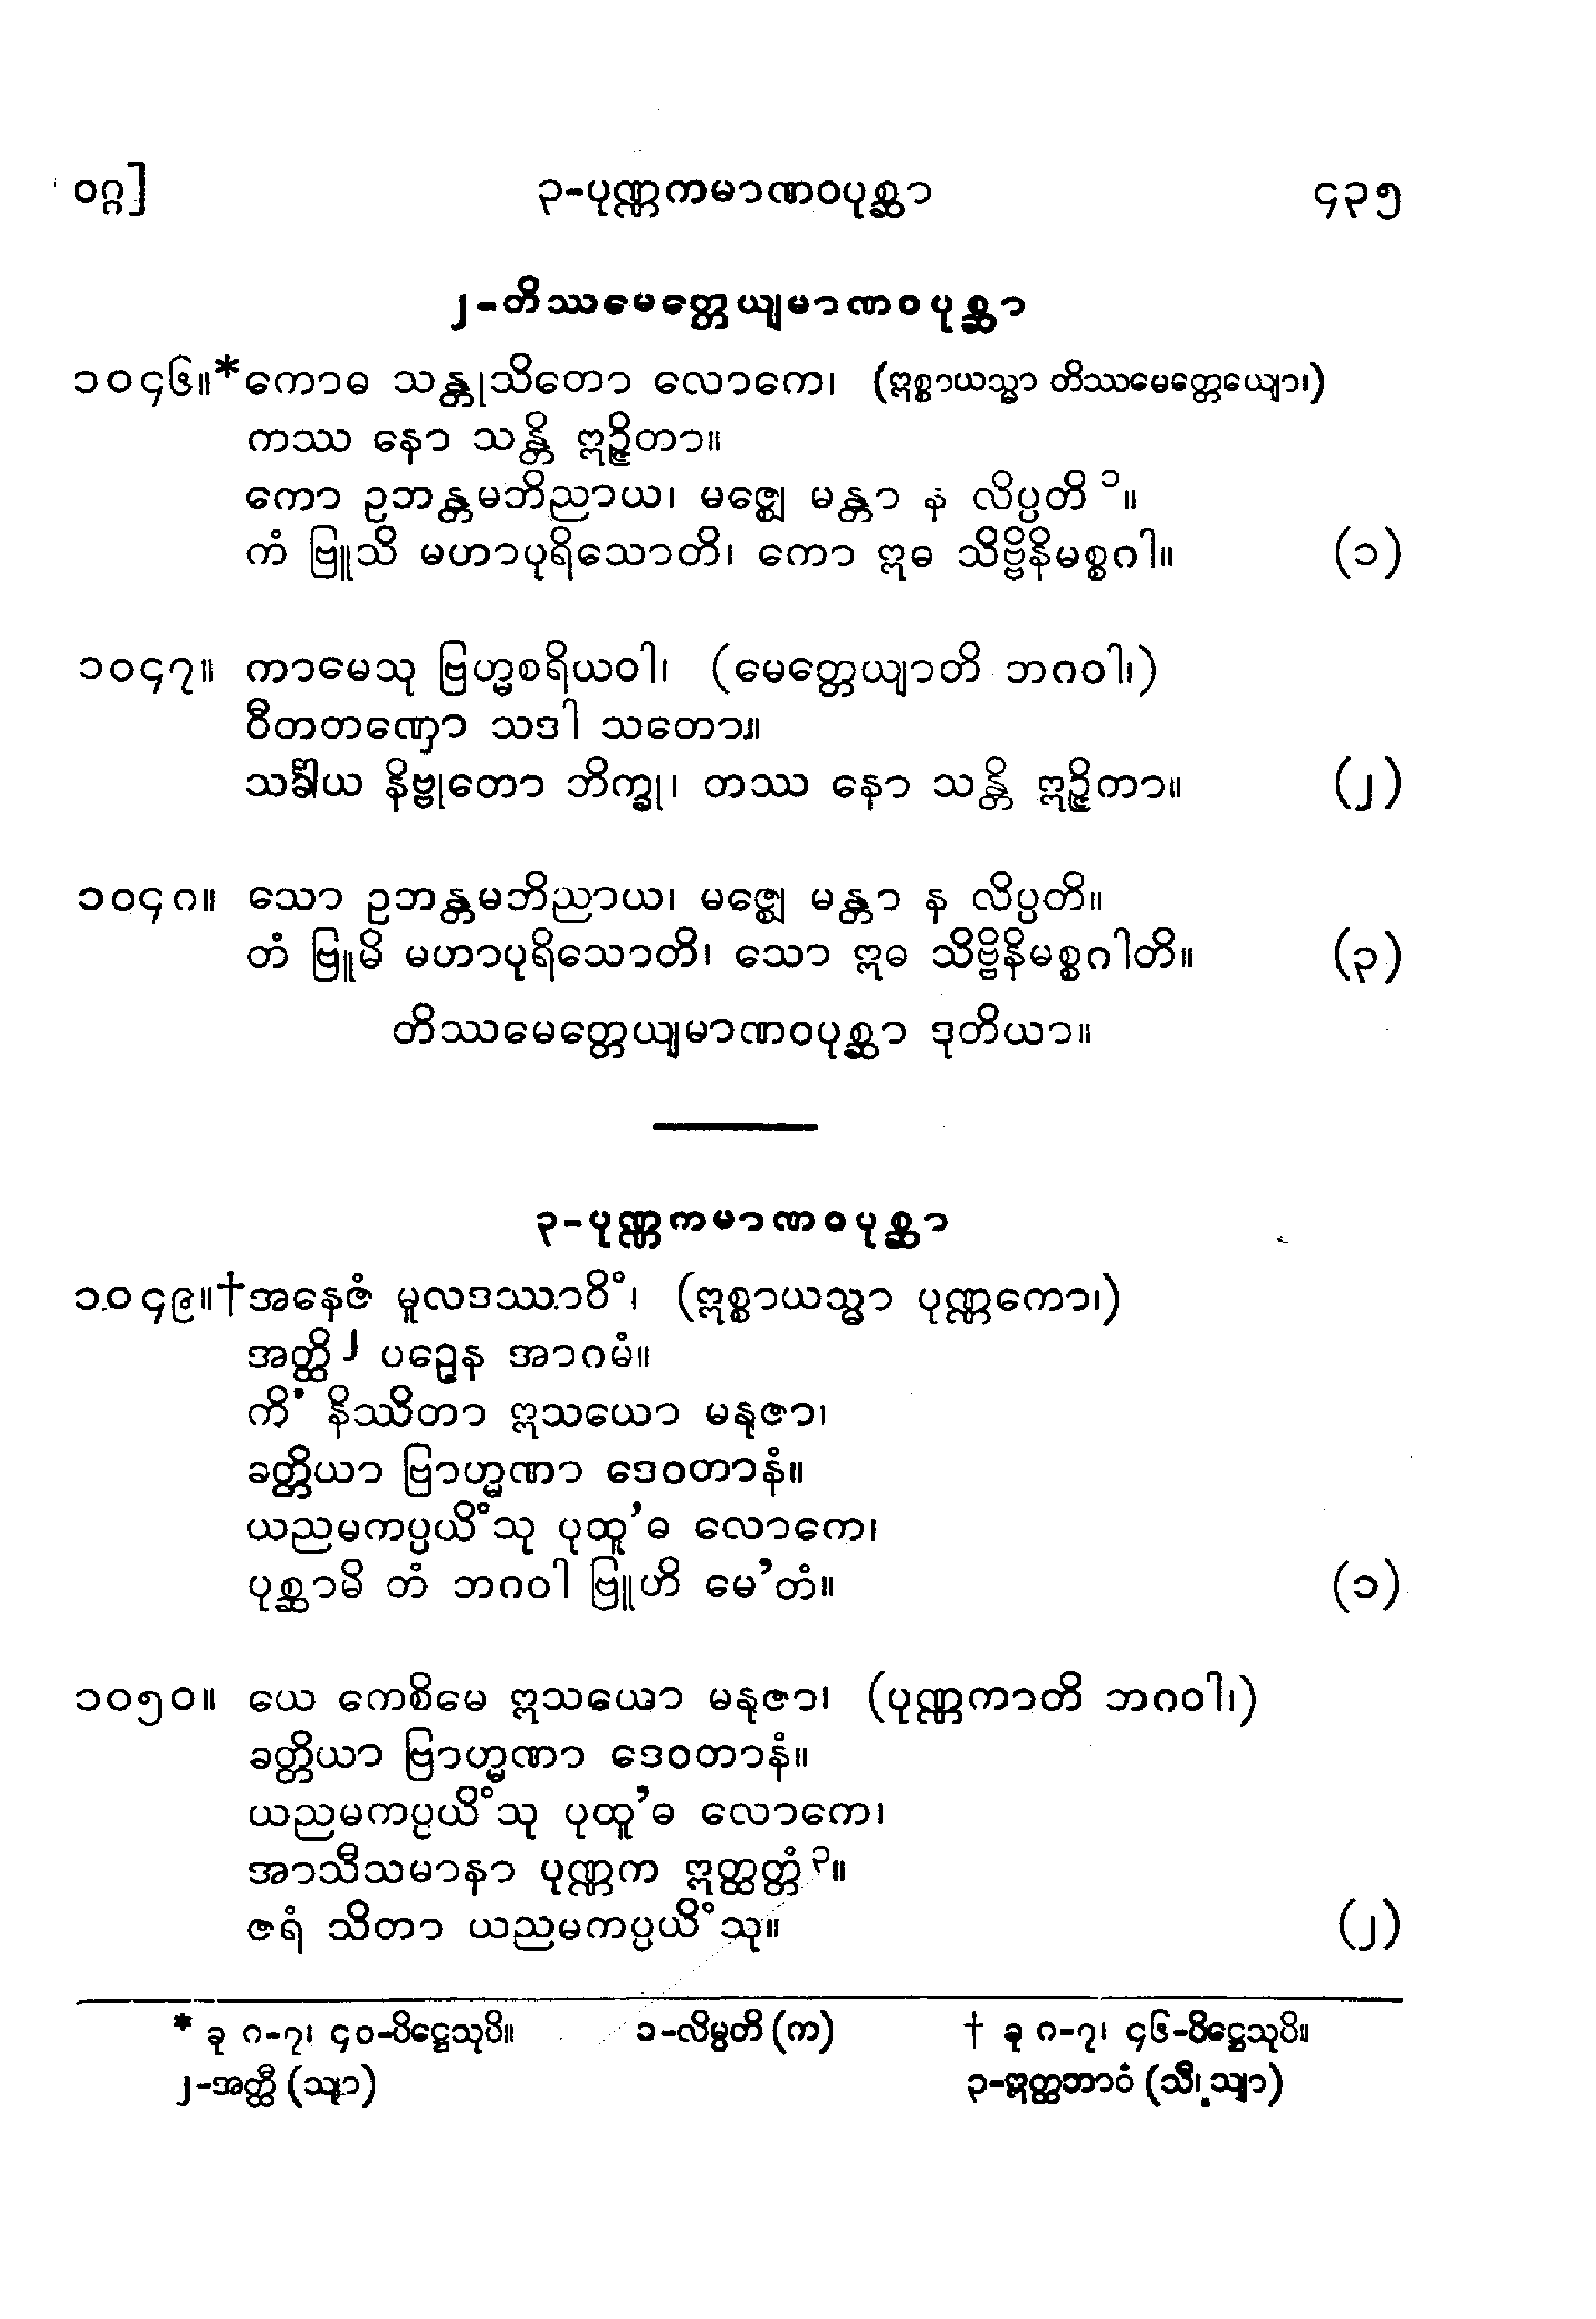 ဝဂ္ဂ] ၃-ပုဏ္ဏကမာဏဝပုစ္ဆာ ၄၃၅
၂-တိဿမေတ္တေယျမာဏဝပုစ္ဆာ
၁၀၄၆။*ကောဓ သန္တုသိတော လောကေ၊ (ဣစ္စာယသ္မာ တိဿမေတ္တေယျော၊)
ကဿ နော သန္တိ ဣဉ္ဇိတာ။
ကော ဥဘန္တမဘိညာယ၊ မဇ္ဈေ မန္တာ န လိပ္ပတိ ၁။
ကံ ဗြူသိ မဟာပုရိသောတိ၊ ကော ဣဓ သိဗ္ဗိနိမစ္စဂါ။ (၁)
၁၀၄၇။ ကာမေသု ဗြဟ္မစရိယဝါ၊ (မေတ္တေယျာတိ ဘဂဝါ၊)
ဝီတတဏှော သဒါ သတော။
သင်္ခါယ နိဗ္ဗုတော ဘိက္ခု၊ တဿ နော သန္တိ ဣဉ္ဇိတာ။ (၂)
၁၀၄၈။ သော ဥဘန္တမဘိညာယ၊ မဇ္ဈေ မန္တာ န လိပ္ပတိ။
တံ ဗြူမိ မဟာပုရိသောတိ၊ သော ဣဓ သိဗ္ဗိနိမစ္စဂါတိ။ (၃)
တိဿမေတ္တေယျမာဏဝပုစ္ဆာ ဒုတိယာ။
၃-ပုဏ္ဏကမာဏဝပုစ္ဆာ
၁၀၄၉။†အနေဇံ မူလဒဿာဝိံ၊ (ဣစ္စာယသ္မာ ပုဏ္ဏကော၊)
အတ္ထိ၂ ပဉှေန အာဂမံ။
ကိံ နိဿိတာ ဣသယော မနုဇာ၊
ခတ္တိယာ ဗြာဟ္မဏာ ဒေဝတာနံ။
ယညမကပ္ပယိံသု ပုထူ’ဓ လောကေ၊
ပုစ္ဆာမိ တံ ဘဂဝါ ဗြူဟိ မေ’တံ။ (၁)
၁၀၅၀။ ယေ ကေစိမေ ဣသယော မနုဇာ၊ (ပုဏ္ဏကာတိ ဘဂဝါ၊)
ခတ္တိယာ ဗြာဟ္မဏာ ဒေဝတာနံ။
ယညမကပ္ပယိံသု ပုထူ’ဓ လောကေ၊
အာသီသမာနာ ပုဏ္ဏက ဣတ္ထတ္တံ၃။
ဇရံ သိတာ ယညမကပ္ပယိံသု။ (၂)
* ခု ၈-၇၊ ၄၀-ပိဋ္ဌေသုပိ။ ၁-လိမ္ပတိ (က) † ခု ၈-၇၊ ၄၆-ပိဋ္ဌေသုပိ။
၂-အတ္ထီ (သျာ) ၃-ဣတ္ထဘာဝံ (သီ၊ သျာ)